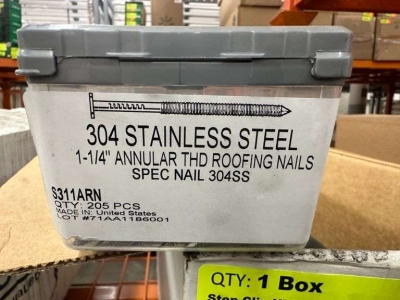 304 STAINLESS STEEL
1-1/4" ANNULAR THD ROOFING NAILS
SPEC NAIL 304SS
S311ARN
QTY: 205 PCS
MADE IN: United States
LOT #71AA1186001
QTY: 1 Box